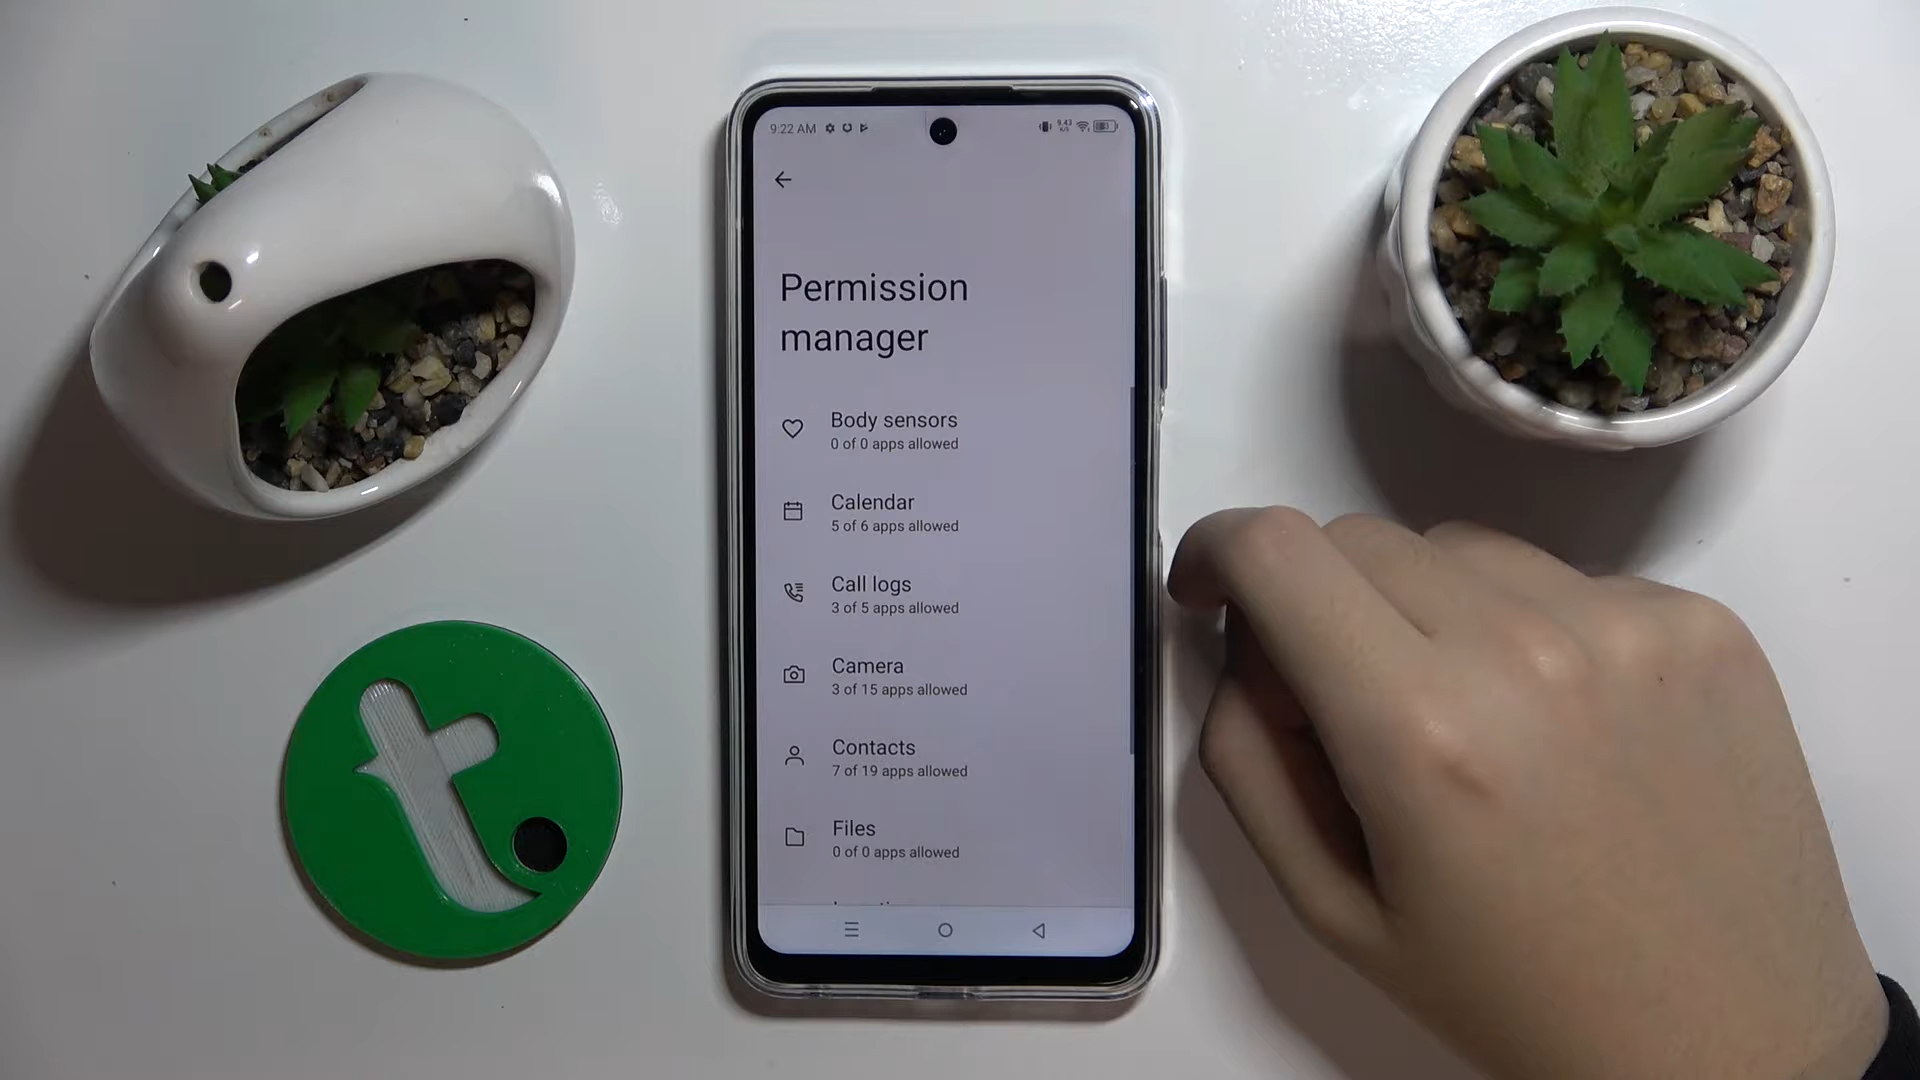 9:22 AM
9.43
K/S
Permission
manager
Body sensors
0 of 0 apps allowed
Calendar
5 of 6 apps allowed
Call logs
3 of 5 apps allowed
Camera
3 of 15 apps allowed
Contacts
7 of 19 apps allowed
Files
0 of 0 apps allowed
t.